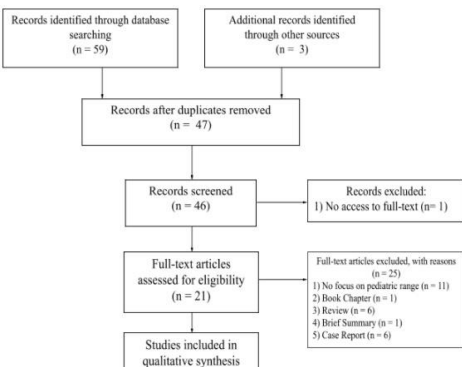 Records identified through database
searching
(n = 59)
Additional records identified
through other sources
(n = 3)
Records after duplicates removed
(n = 47)
Records screened
(n = 46)
Records excluded:
1) No access to full-text (n= 1)
Full-text articles
assessed for eligibility
(n = 21)
Full-text articles excluded, with reasons
(n = 25)
1) No focus on pediatric range (n = 11)
2) Book Chapter (n = 1)
3) Review (n = 6)
4) Brief Summary (n = 1)
5) Case Report (n = 6)
Studies included in
qualitative synthesis